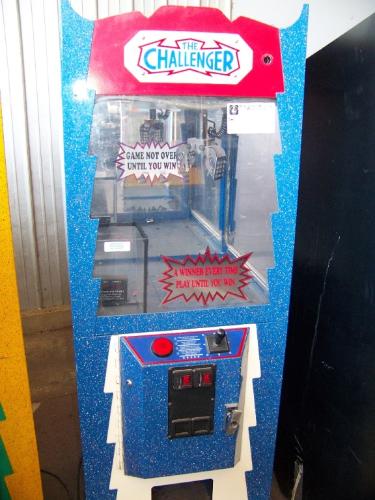 THE
CHALLENGER
GAME NOT OVER
UNTIL YOU WIN
A WINNER EVERY TIME
PLAY UNTIL YOU WIN